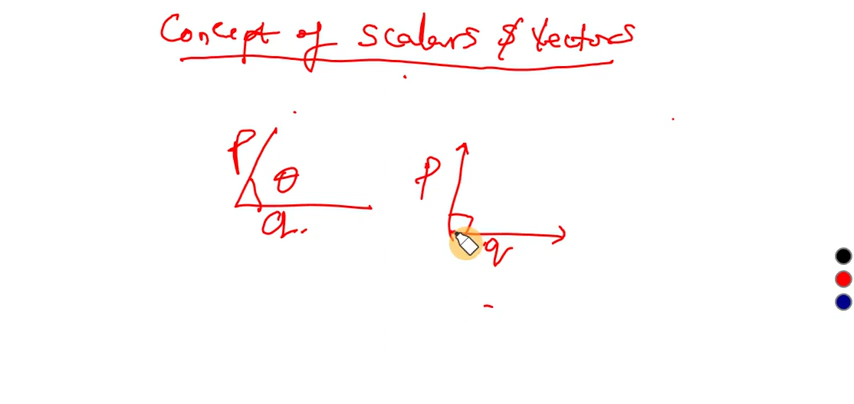 Concept of Scalars & Vectors
P θ
q.
P
q